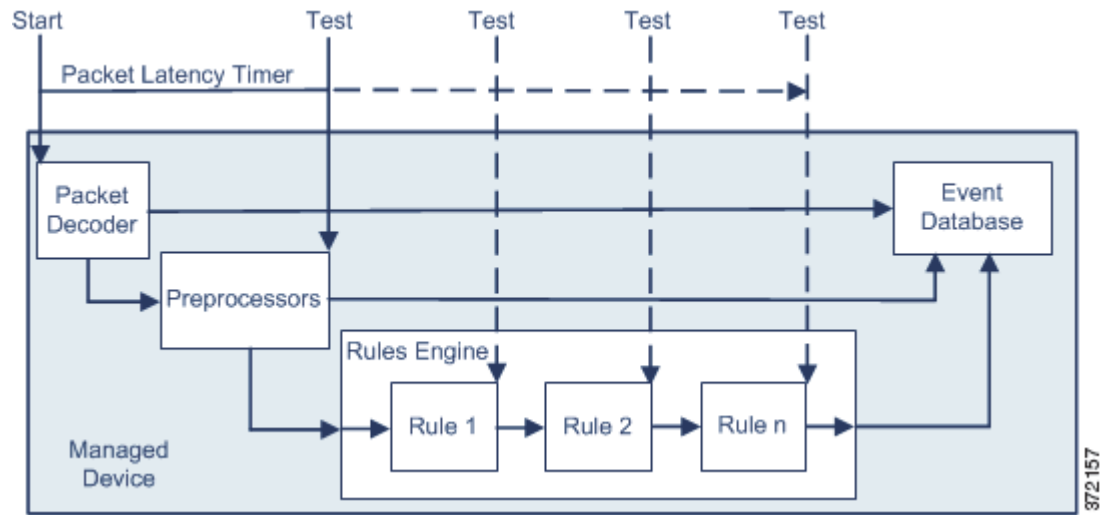 Start
Test
Test
Test
Test
Packet Latency Timer
Packet
Decoder
Event
Database
Preprocessors
Rules Engine
Rule 1
Rule 2
Rule n
Managed
Device
372157